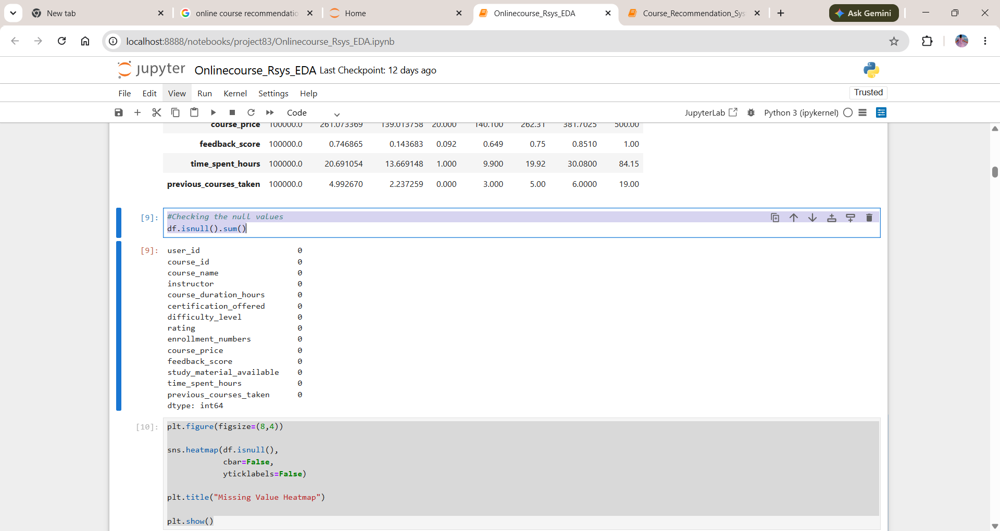 New tab
online course recommendatio
Home
Onlinecourse_Rsys_EDA
Course_Recommendation_Sys
Ask Gemini
localhost:8888/notebooks/project83/Onlinecourse_Rsys_EDA.ipynb
jupyter Onlinecourse_Rsys_EDA Last Checkpoint: 12 days ago
File Edit View Run Kernel Settings Help
Trusted
Code
JupyterLab
Python 3 (ipykernel)
course_price 100000.0 261.073369 139.013758 20.000 140.100 262.31 381.7025 500.00
feedback_score 100000.0 0.746865 0.143683 0.092 0.649 0.75 0.8510 1.00
time_spent_hours 100000.0 20.691054 13.669148 1.000 9.900 19.92 30.0800 84.15
previous_courses_taken 100000.0 4.992670 2.237259 0.000 3.000 5.00 6.0000 19.00
[9]: #Checking the null values
df.isnull().sum()
[9]: user_id 0
course_id 0
course_name 0
instructor 0
course_duration_hours 0
certification_offered 0
difficulty_level 0
rating 0
enrollment_numbers 0
course_price 0
feedback_score 0
study_material_available 0
time_spent_hours 0
previous_courses_taken 0
dtype: int64
[10]: plt.figure(figsize=(8,4))
sns.heatmap(df.isnull(),
cbar=False,
yticklabels=False)
plt.title("Missing Value Heatmap")
plt.show()